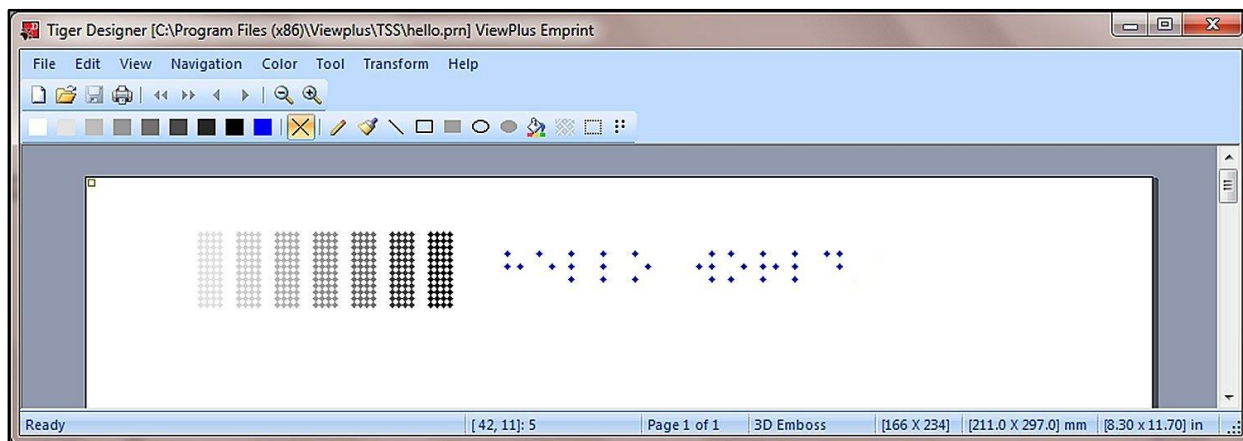 Tiger Designer [C:\Program Files (x86)\Viewplus\TSS\hello.prn] ViewPlus Emprint
File Edit View Navigation Color Tool Transform Help
⠓⠑⠇⠇⠕ ⠺⠕⠗⠇⠙
Ready [ 42, 11]: 5 Page 1 of 1 3D Emboss [166 X 234] [211.0 X 297.0] mm [8.30 x 11.70] in